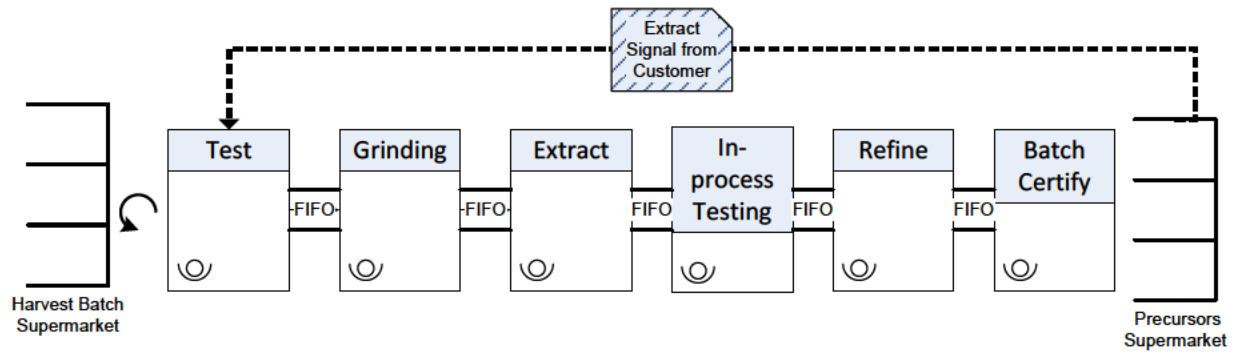 Extract
Signal from
Customer
Test
Grinding
Extract
In-
process
Testing
Refine
Batch
Certify
-FIFO-
-FIFO-
FIFO
FIFO
FIFO
Harvest Batch
Supermarket
Precursors
Supermarket